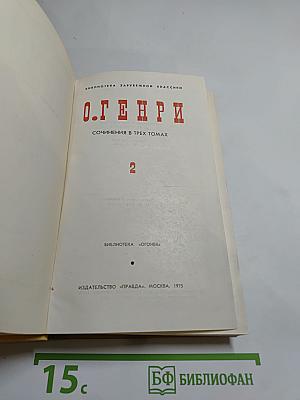 БИБЛИОТЕКА ЗАРУБЕЖНОЙ КЛАССИКИ
О.ГЕНРИ
СОЧИНЕНИЯ В ТРЕХ ТОМАХ
2
БИБЛИОТЕКА «ОГОНЕК»
ИЗДАТЕЛЬСТВО «ПРАВДА». МОСКВА. 1975
15с
БФ БИБЛИОФАН